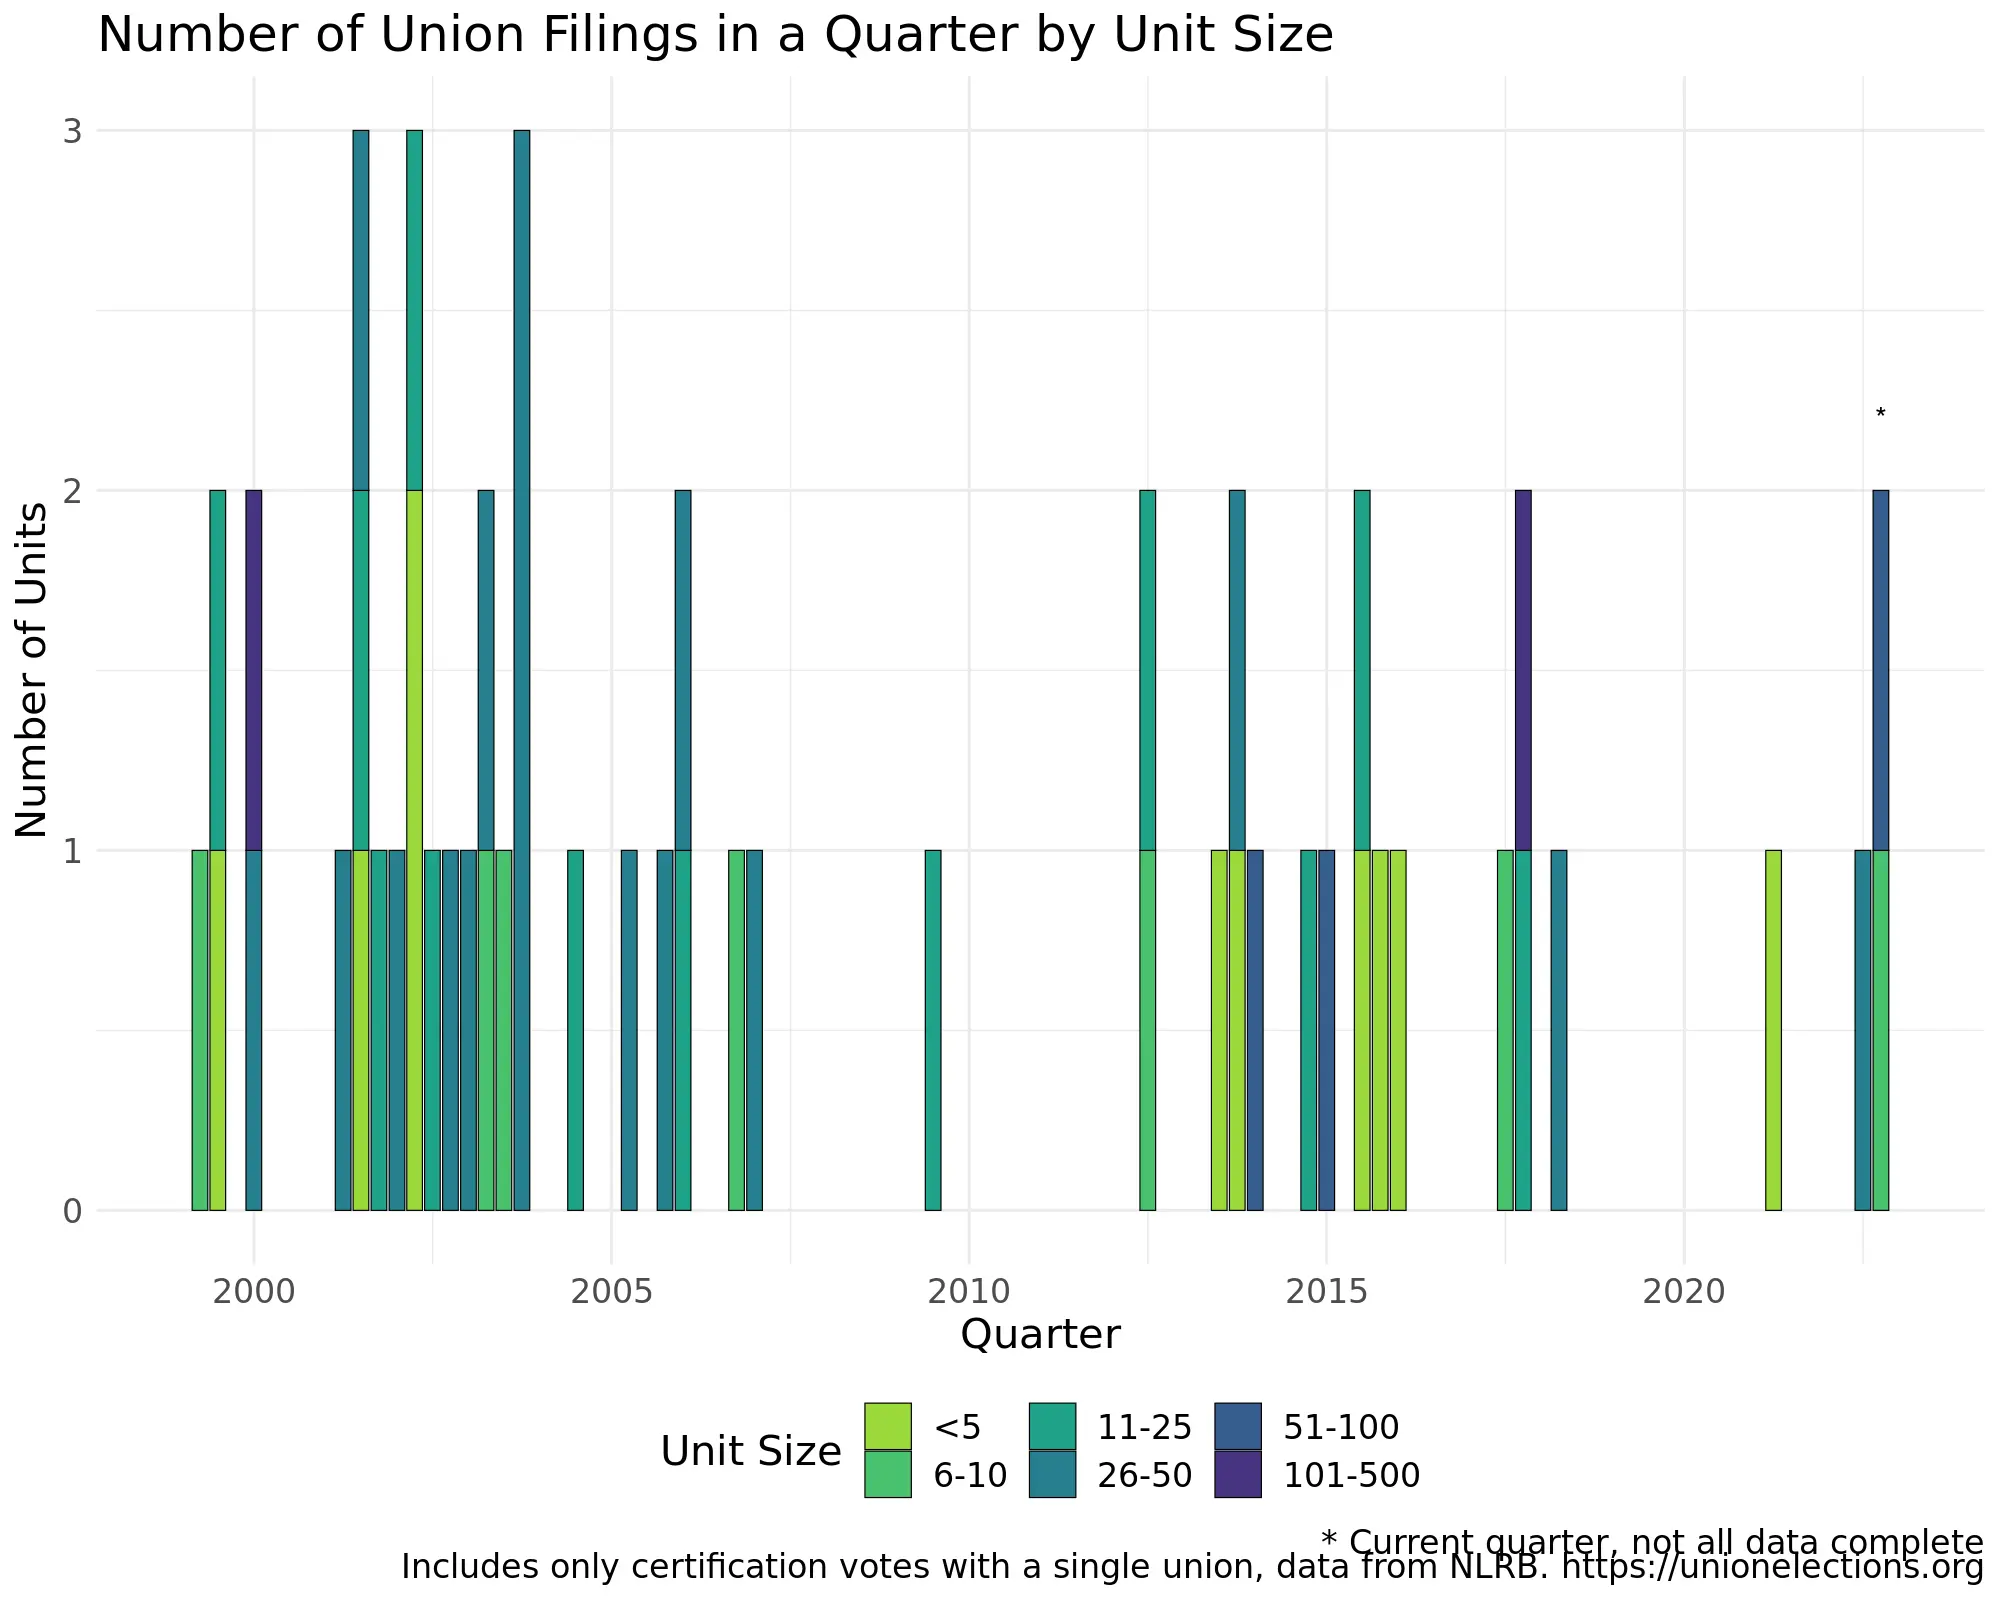 Number of Union Filings in a Quarter by Unit Size
Number of Units
3
2
1
0
*
2000 2005 2010 2015 2020
Quarter
Unit Size
<5 11-25 51-100
6-10 26-50 101-500
* Current quarter, not all data complete
Includes only certification votes with a single union, data from NLRB. https://unionelections.org